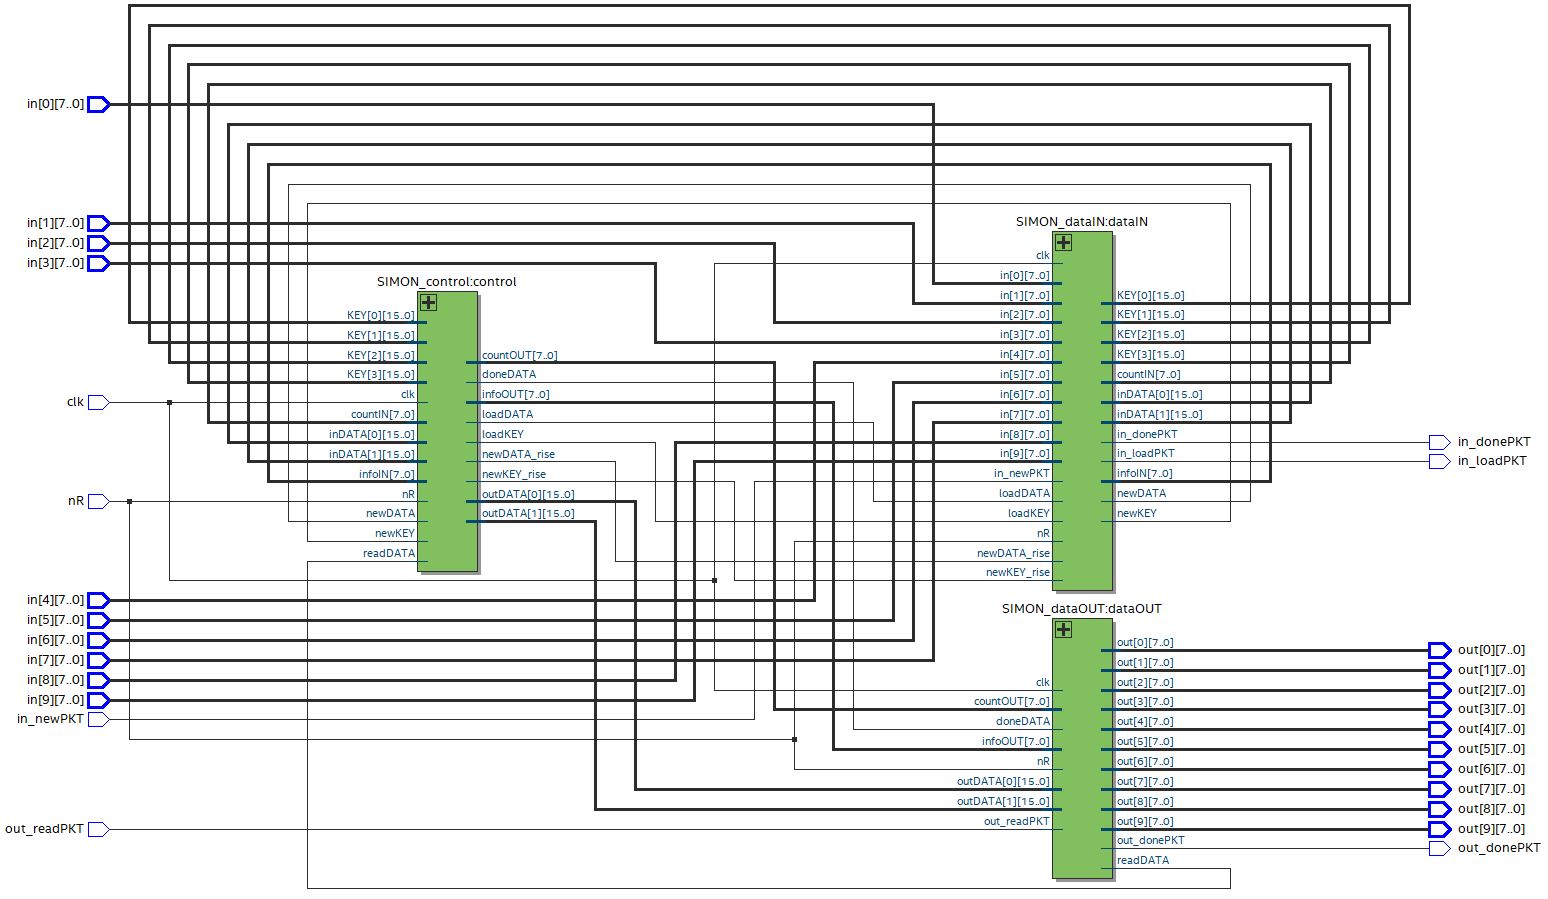 in[0][7..0]
in[1][7..0]
in[2][7..0]
in[3][7..0]
clk
nR
in[4][7..0]
in[5][7..0]
in[6][7..0]
in[7][7..0]
in[8][7..0]
in[9][7..0]
in_newPKT
out_readPKT
SIMON_control:control
KEY[0][15..0]
KEY[1][15..0]
KEY[2][15..0]
KEY[3][15..0]
clk
countIN[7..0]
inDATA[0][15..0]
inDATA[1][15..0]
infoIN[7..0]
nR
newDATA
newKEY
readDATA
countOUT[7..0]
doneDATA
infoOUT[7..0]
loadDATA
loadKEY
newDATA_rise
newKEY_rise
outDATA[0][15..0]
outDATA[1][15..0]
SIMON_dataIN:dataIN
clk
in[0][7..0]
in[1][7..0]
in[2][7..0]
in[3][7..0]
in[4][7..0]
in[5][7..0]
in[6][7..0]
in[7][7..0]
in[8][7..0]
in[9][7..0]
in_newPKT
loadDATA
loadKEY
nR
newDATA_rise
newKEY_rise
KEY[0][15..0]
KEY[1][15..0]
KEY[2][15..0]
KEY[3][15..0]
countIN[7..0]
inDATA[0][15..0]
inDATA[1][15..0]
in_donePKT
in_loadPKT
infoIN[7..0]
newDATA
newKEY
SIMON_dataOUT:dataOUT
clk
countOUT[7..0]
doneDATA
infoOUT[7..0]
nR
outDATA[0][15..0]
outDATA[1][15..0]
out_readPKT
out[0][7..0]
out[1][7..0]
out[2][7..0]
out[3][7..0]
out[4][7..0]
out[5][7..0]
out[6][7..0]
out[7][7..0]
out[8][7..0]
out[9][7..0]
out_donePKT
readDATA
in_donePKT
in_loadPKT
out[0][7..0]
out[1][7..0]
out[2][7..0]
out[3][7..0]
out[4][7..0]
out[5][7..0]
out[6][7..0]
out[7][7..0]
out[8][7..0]
out[9][7..0]
out_donePKT